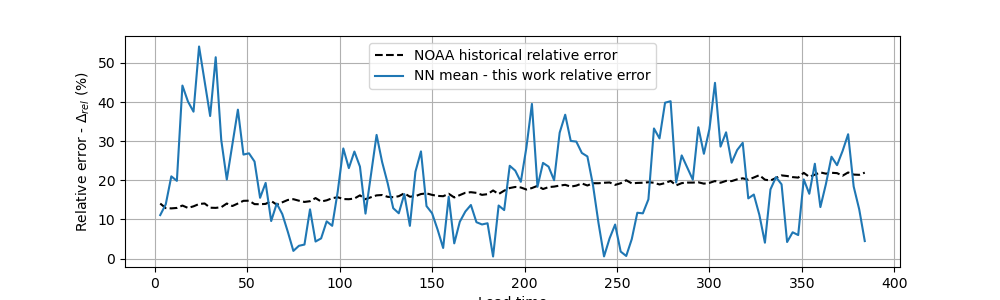 NOAA historical relative error
NN mean - this work relative error
Relative error - Δrel (%)
50
40
30
20
10
0
0 50 100 150 200 250 300 350 400
Lead time